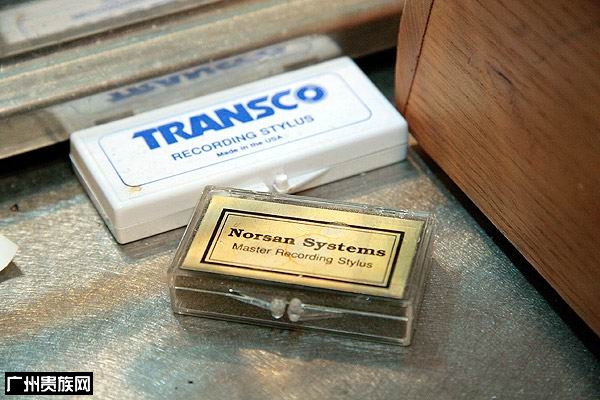 TRANSCO
RECORDING STYLUS
Made in the USA
Norsan Systems
Master Recording Stylus
广州贵族网